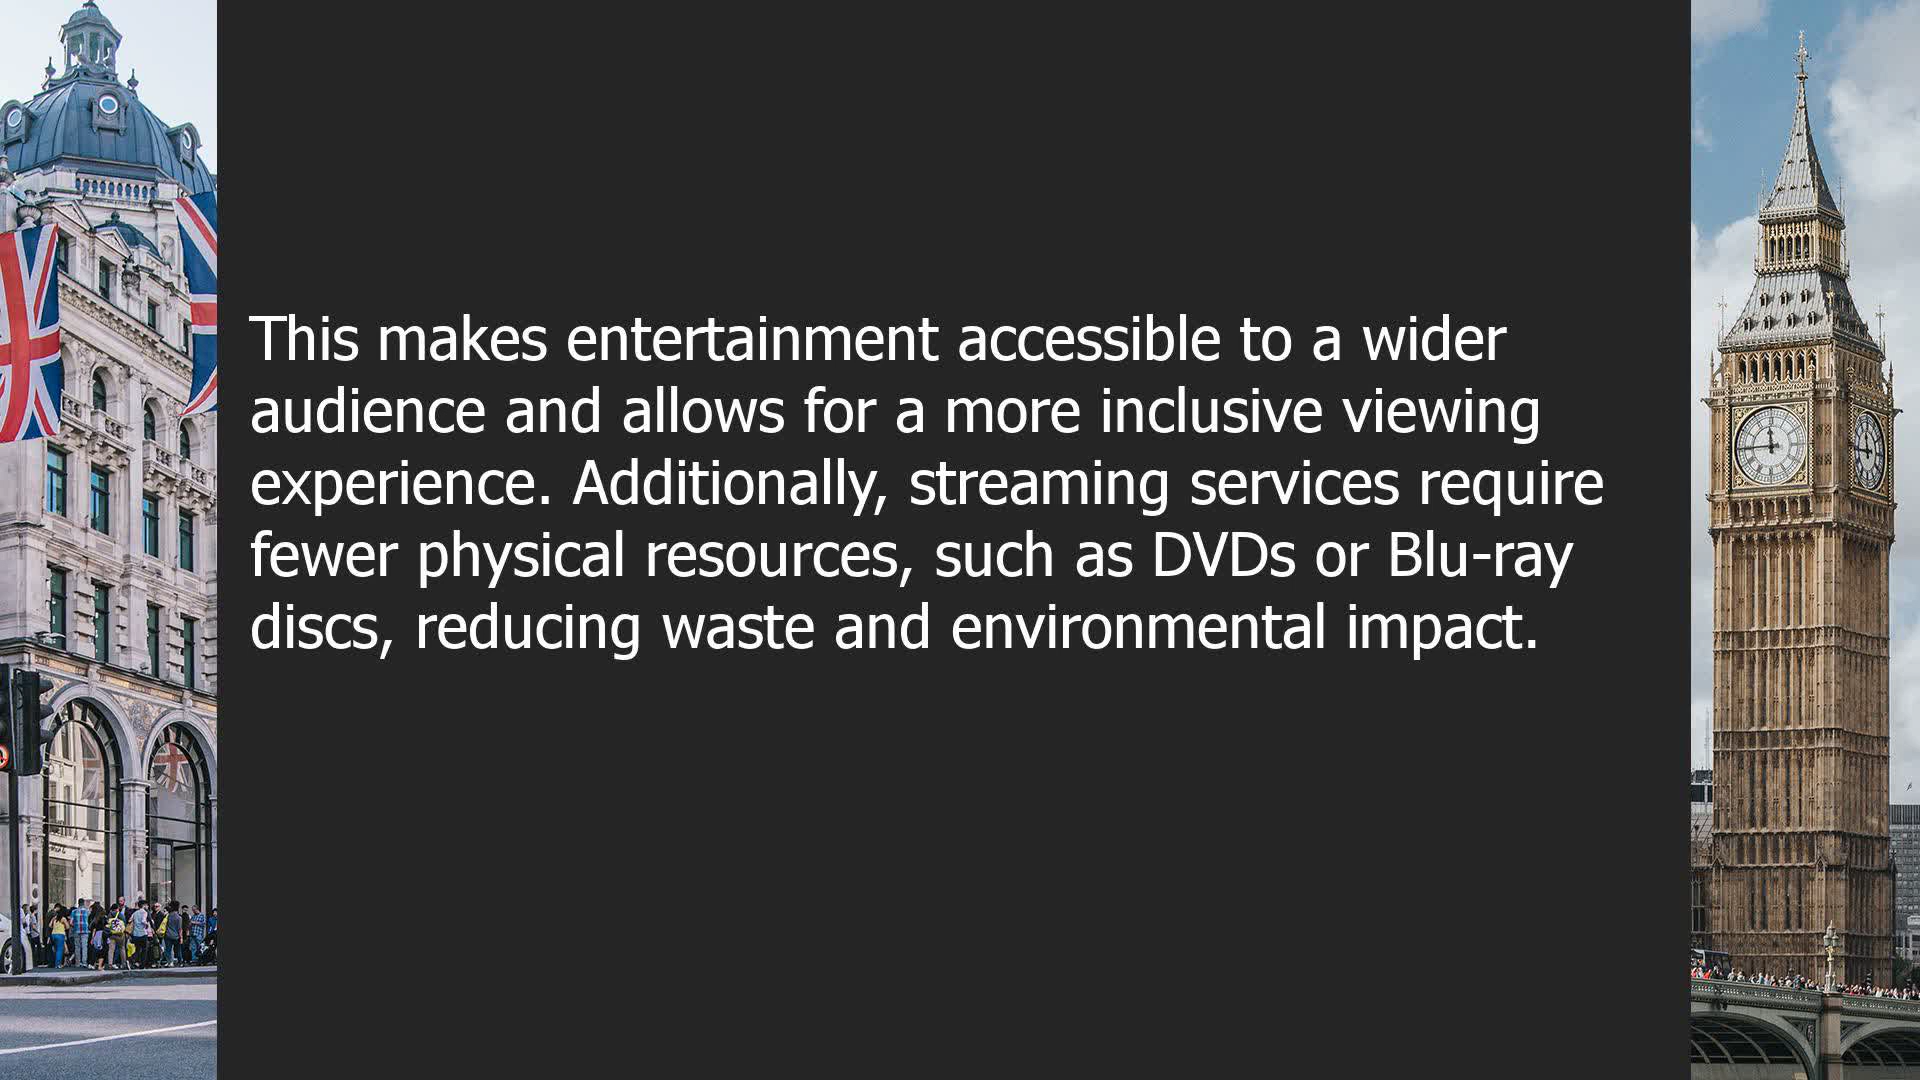 This makes entertainment accessible to a wider
audience and allows for a more inclusive viewing
experience. Additionally, streaming services require
fewer physical resources, such as DVDs or Blu-ray
discs, reducing waste and environmental impact.